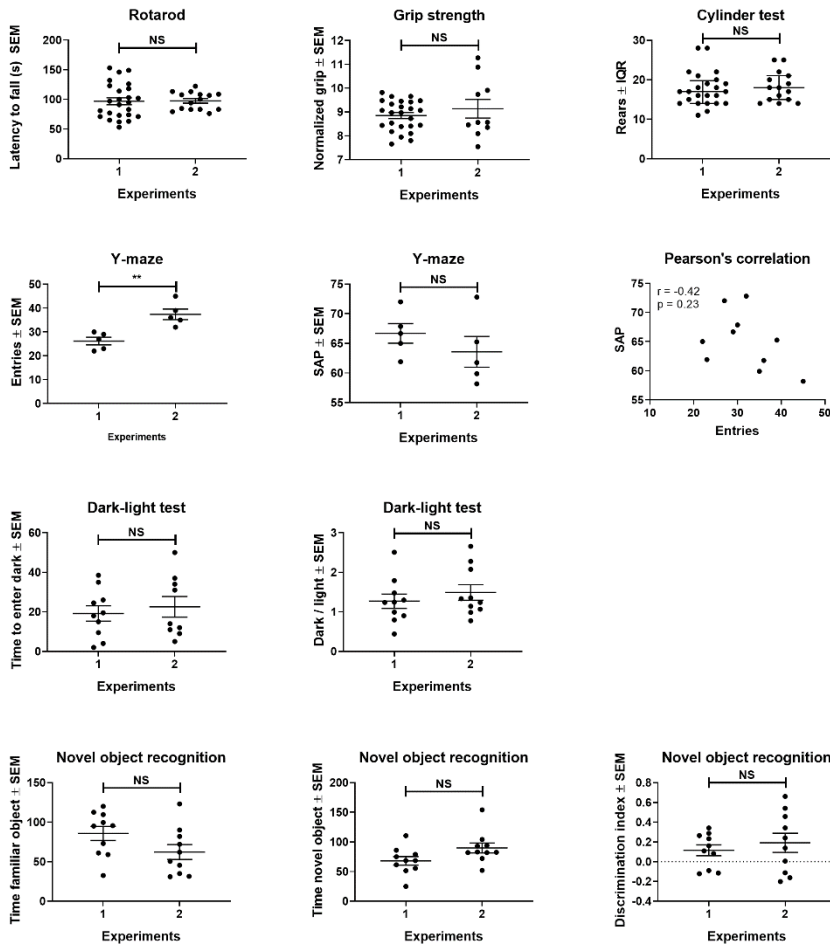 Rotarod
NS
Latency to fall (s) SEM
200
150
100
50
0
1 2
Experiments
Grip strength
NS
Normalized grip ± SEM
12
11
10
9
8
7
1 2
Experiments
Cylinder test
NS
Rears ± IQR
30
20
10
0
1 2
Experiments
Y-maze
**
Entries ± SEM
50
40
30
20
10
0
1 2
Experiments
Y-maze
NS
SAP ± SEM
75
70
65
60
55
1 2
Experiments
Pearson's correlation
r = -0.42
p = 0.23
SAP
75
70
65
60
55
10 20 30 40 50
Entries
Dark-light test
NS
Time to enter dark ± SEM
60
40
20
0
1 2
Experiments
Dark-light test
NS
Dark / light ± SEM
3
2
1
0
1 2
Experiments
Novel object recognition
NS
Time familiar object ± SEM
150
100
50
0
1 2
Experiments
Novel object recognition
NS
Time novel object ± SEM
200
150
100
50
0
1 2
Experiments
Novel object recognition
NS
Discrimination index ± SEM
0.8
0.6
0.4
0.2
0.0
-0.2
-0.4
1 2
Experiments